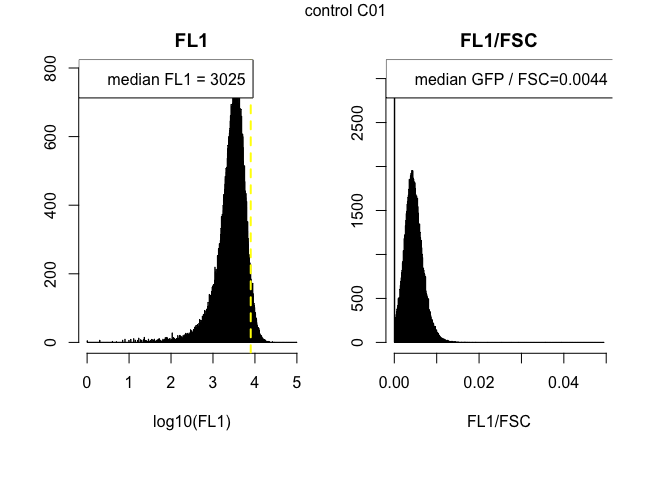 control C01
FL1
median FL1 = 3025
800
600
400
200
0
0 1 2 3 4 5
log10(FL1)
FL1/FSC
median GFP / FSC=0.0044
2500
1500
500
0
0.00 0.02 0.04
FL1/FSC